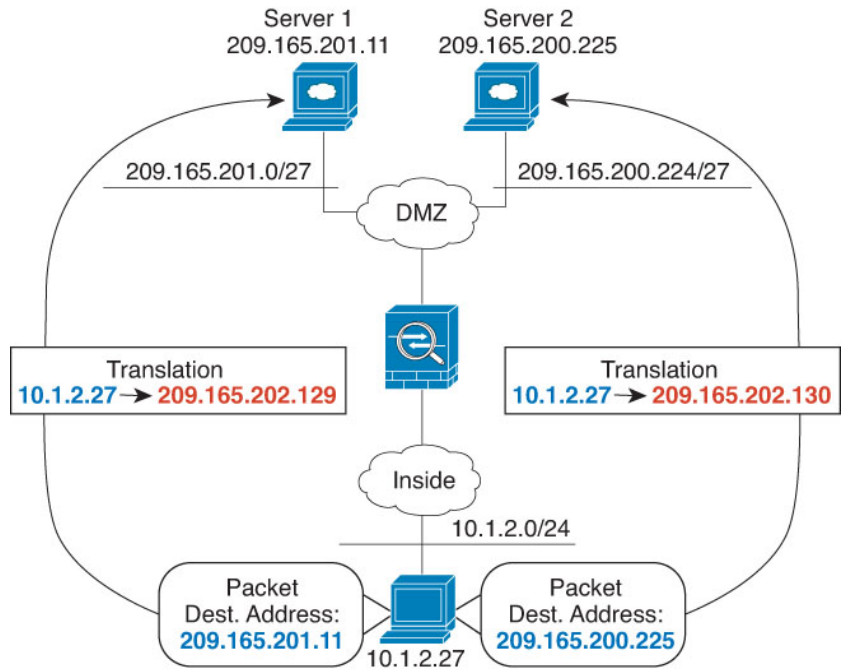 Server 1
209.165.201.11
Server 2
209.165.200.225
209.165.201.0/27
209.165.200.224/27
DMZ
Translation
10.1.2.27 → 209.165.202.129
Translation
10.1.2.27 → 209.165.202.130
Inside
10.1.2.0/24
Packet
Dest. Address:
209.165.201.11
Packet
Dest. Address:
209.165.200.225
10.1.2.27